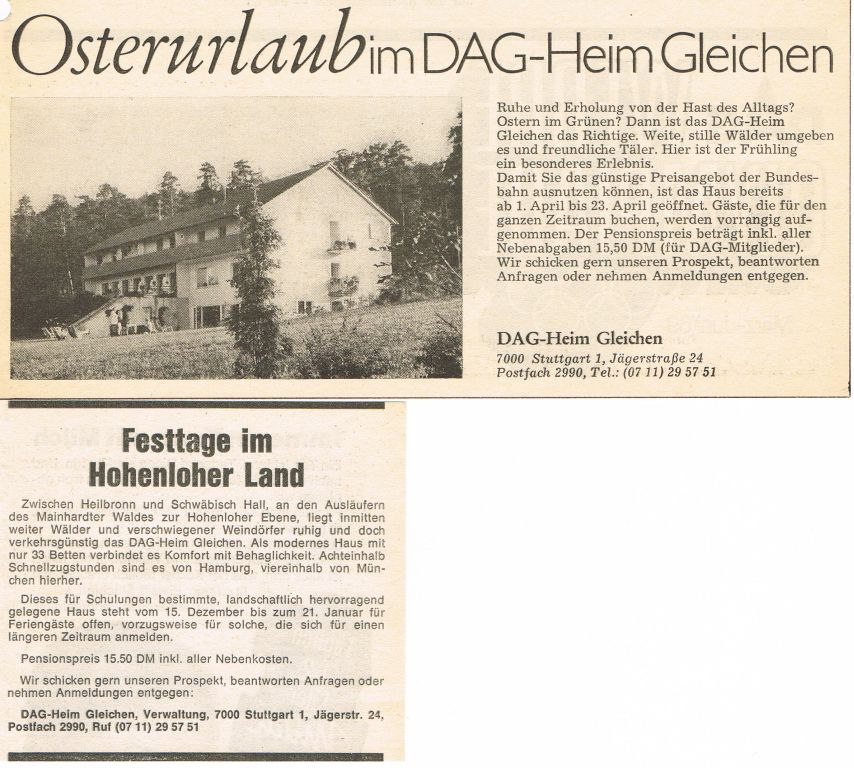 Osterurlaub im DAG-Heim Gleichen
Ruhe und Erholung von der Hast des Alltags?
Ostern im Grünen? Dann ist das DAG-Heim
Gleichen das Richtige. Weite, stille Wälder umgeben
es und freundliche Täler. Hier ist der Frühling
ein besonderes Erlebnis.
Damit Sie das günstige Preisangebot der Bundes-
bahn ausnutzen können, ist das Haus bereits
ab 1. April bis 23. April geöffnet. Gäste, die für den
ganzen Zeitraum buchen, werden vorrangig auf-
genommen. Der Pensionspreis beträgt inkl. aller
Nebenabgaben 15,50 DM (für DAG-Mitglieder).
Wir schicken gern unseren Prospekt, beantworten
Anfragen oder nehmen Anmeldungen entgegen.
DAG-Heim Gleichen
7000 Stuttgart 1, Jägerstraße 24
Postfach 2990, Tel.: (07 11) 29 57 51
Festtage im
Hohenloher Land
Zwischen Heilbronn und Schwäbisch Hall, an den Ausläufern
des Mainhardter Waldes zur Hohenloher Ebene, liegt inmitten
weiter Wälder und verschwiegener Weindörfer ruhig und doch
verkehrsgünstig das DAG-Heim Gleichen. Als modernes Haus mit
nur 33 Betten verbindet es Komfort mit Behaglichkeit. Achteinhalb
Schnellzugstunden sind es von Hamburg, viereinhalb von Mün-
chen hierher.
Dieses für Schulungen bestimmte, landschaftlich hervorragend
gelegene Haus steht vom 15. Dezember bis zum 21. Januar für
Feriengäste offen, vorzugsweise für solche, die sich für einen
längeren Zeitraum anmelden.
Pensionspreis 15.50 DM inkl. aller Nebenkosten.
Wir schicken gern unseren Prospekt, beantworten Anfragen oder
nehmen Anmeldungen entgegen:
DAG-Heim Gleichen, Verwaltung, 7000 Stuttgart 1, Jägerstr. 24,
Postfach 2990, Ruf (07 11) 29 57 51